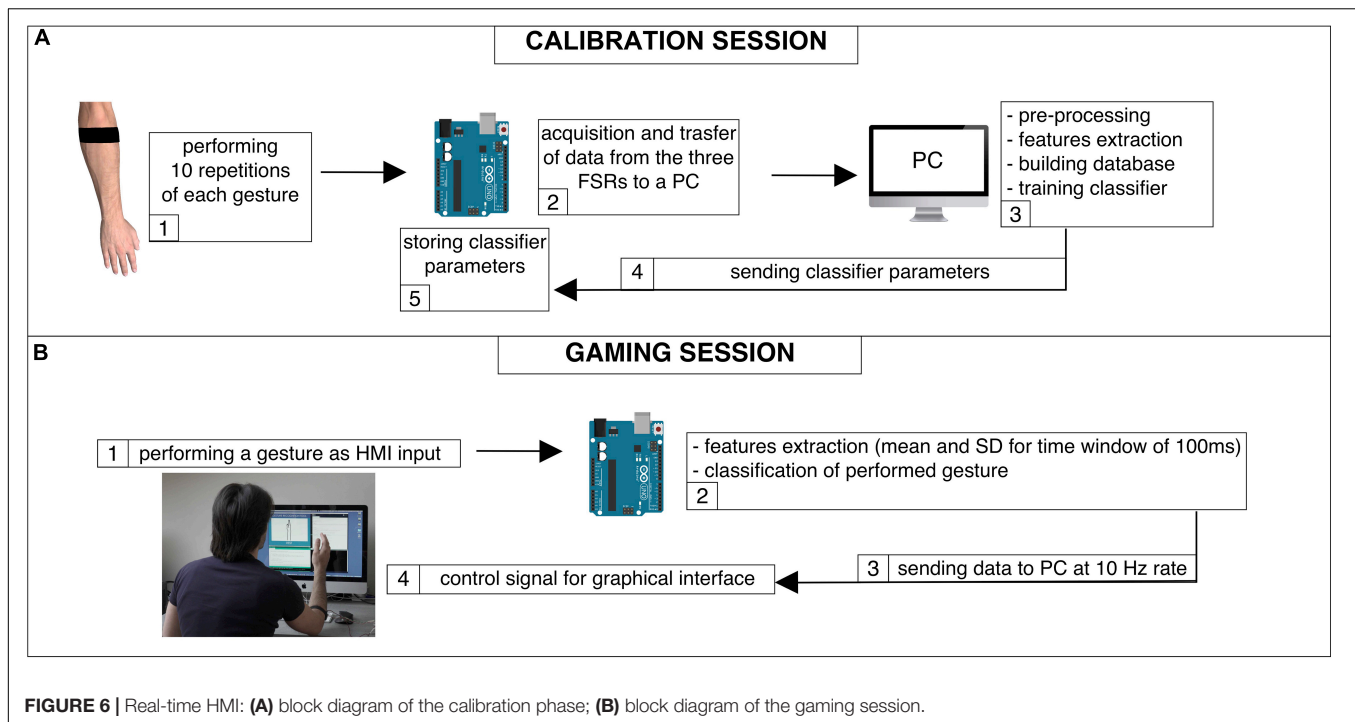 A
CALIBRATION SESSION
performing
10 repetitions
of each gesture
1
acquisition and trasfer
of data from the three
FSRs to a PC
2
PC
- pre-processing
- features extraction
- building database
- training classifier
3
4 sending classifier parameters
storing classifier
parameters
5
B
GAMING SESSION
1 performing a gesture as HMI input
- features extraction (mean and SD for time window of 100ms)
- classification of performed gesture
2
3 sending data to PC at 10 Hz rate
4 control signal for graphical interface
FIGURE 6 | Real-time HMI: (A) block diagram of the calibration phase; (B) block diagram of the gaming session.